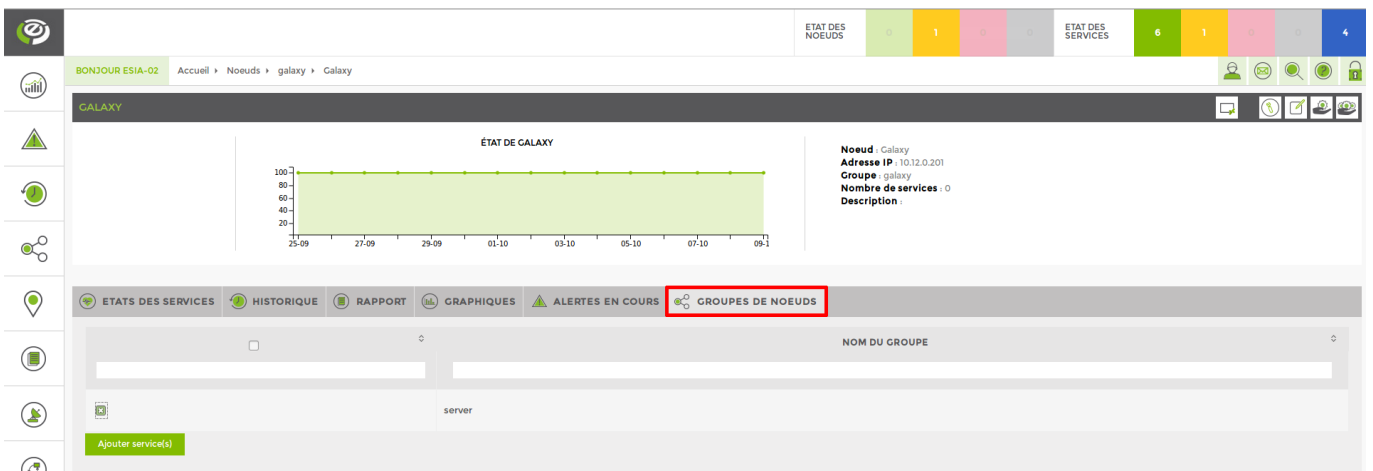 ETAT DES NOEUDS
0 1 0 0
ETAT DES SERVICES
6 1 0 0 4
BONJOUR ESIA-02 Accueil Noeuds galaxy Galaxy
GALAXY
ÉTAT DE GALAXY
100
80
60
40
20
25-09 27-09 29-09 01-10 03-10 05-10 07-10 09-1
Noeud : Galaxy
Adresse IP : 10.12.0.201
Groupe : galaxy
Nombre de services : 0
Description :
ETATS DES SERVICES HISTORIQUE RAPPORT GRAPHIQUES ALERTES EN COURS GROUPES DE NOEUDS
NOM DU GROUPE
server
Ajouter service(s)